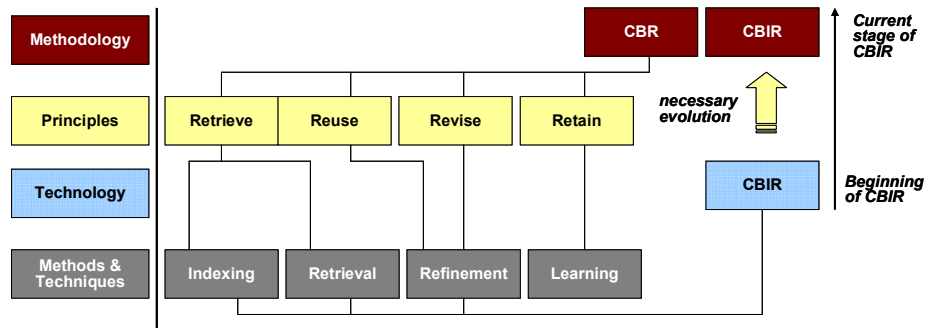 Methodology
CBR
CBIR
Current
stage of
CBIR
Principles
Retrieve
Reuse
Revise
Retain
necessary
evolution
Technology
CBIR
Beginning
of CBIR
Methods &
Techniques
Indexing
Retrieval
Refinement
Learning